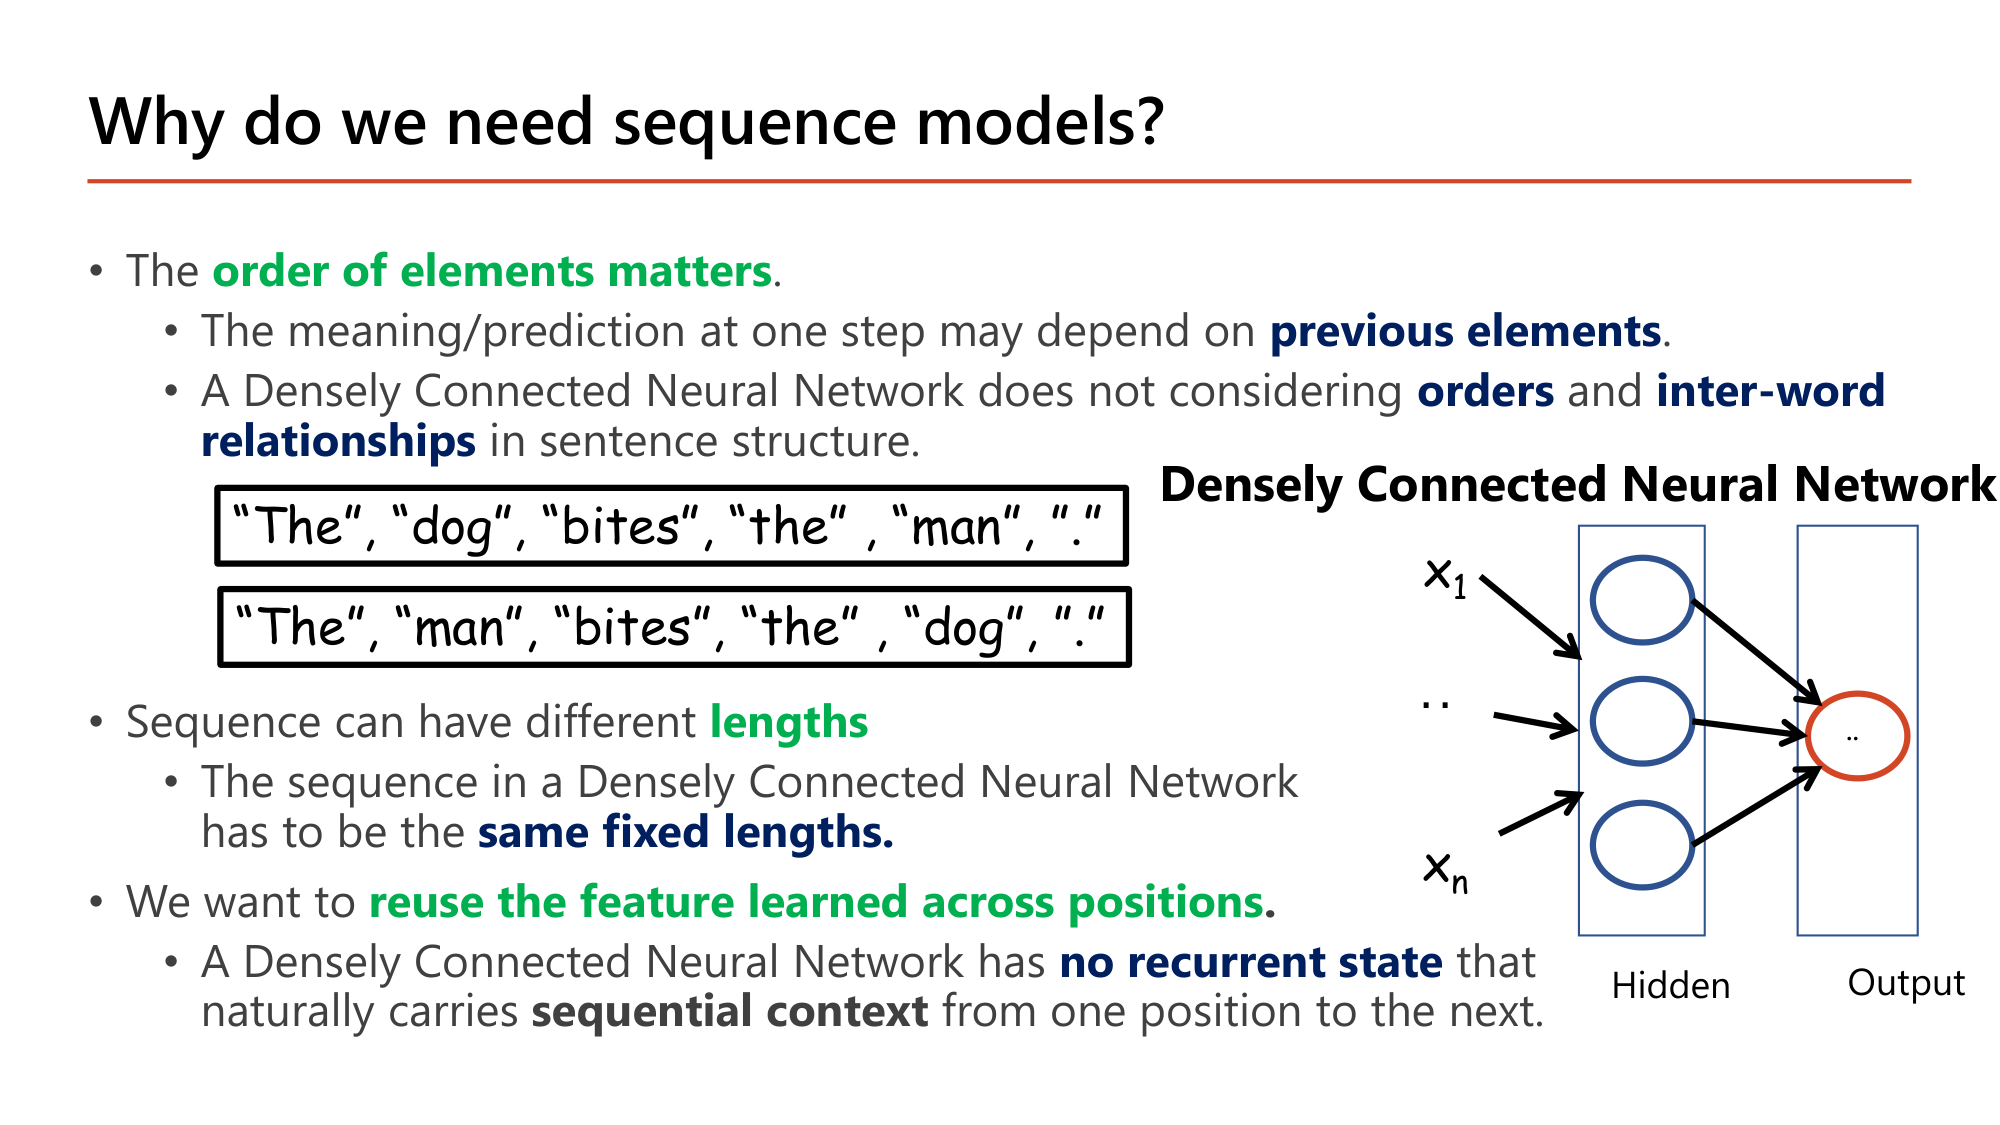 Why do we need sequence models?
• The order of elements matters.
• The meaning/prediction at one step may depend on previous elements.
• A Densely Connected Neural Network does not considering orders and inter-word
relationships in sentence structure.
“The”, “dog”, “bites”, “the” , “man”, ”.”
“The”, “man”, “bites”, “the” , “dog”, ”.”
• Sequence can have different lengths
• The sequence in a Densely Connected Neural Network
has to be the same fixed lengths.
• We want to reuse the feature learned across positions.
• A Densely Connected Neural Network has no recurrent state that
naturally carries sequential context from one position to the next.
Densely Connected Neural Network
x1
..
xn
..
Hidden
Output